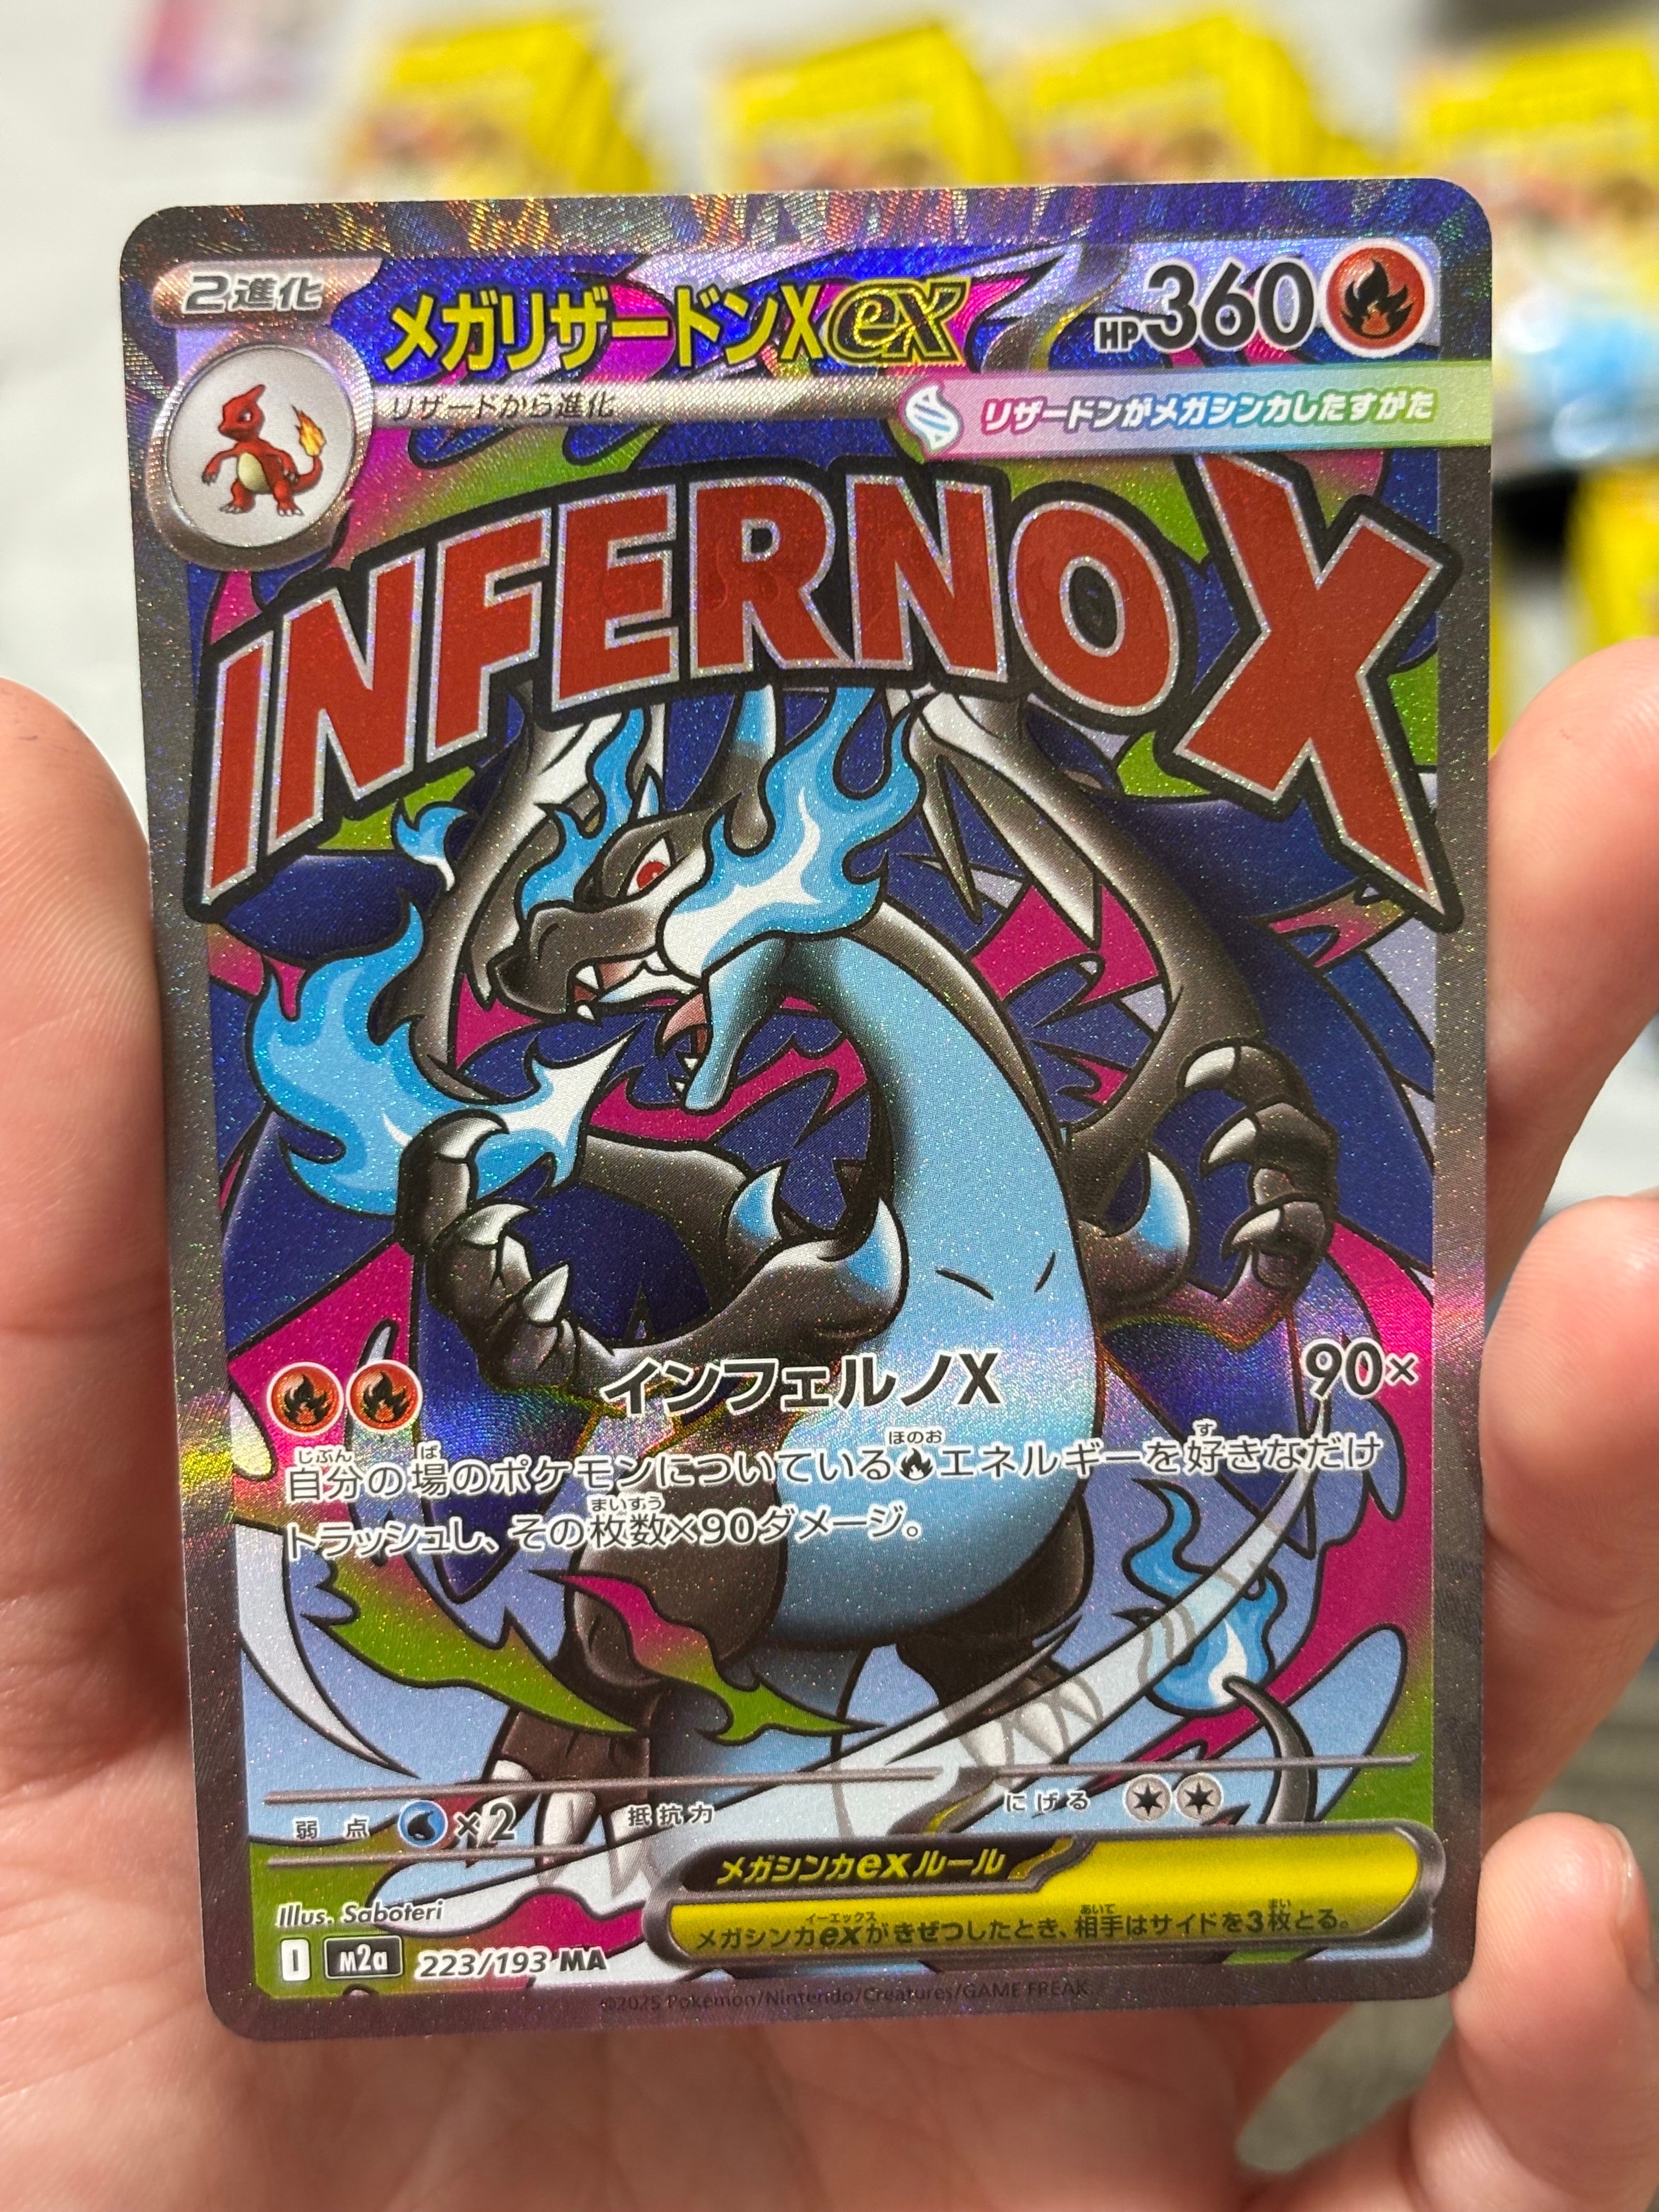 2進化
メガリザードンXex
HP360
リザードから進化
リザードンがメガシンカしたすがた
INFERNO X
インフェルノX 90×
自分の場のポケモンについているエネルギーを好きなだけ
トラッシュし、その枚数×90ダメージ。
弱点 ×2 抵抗力 にげる
メガシンカexルール
メガシンカexがきぜつしたとき、相手はサイドを3枚とる。
Illus. Saboteri
I M2a 223/193 MA
©2025 Pokémon/Nintendo/Creatures/GAME FREAK.